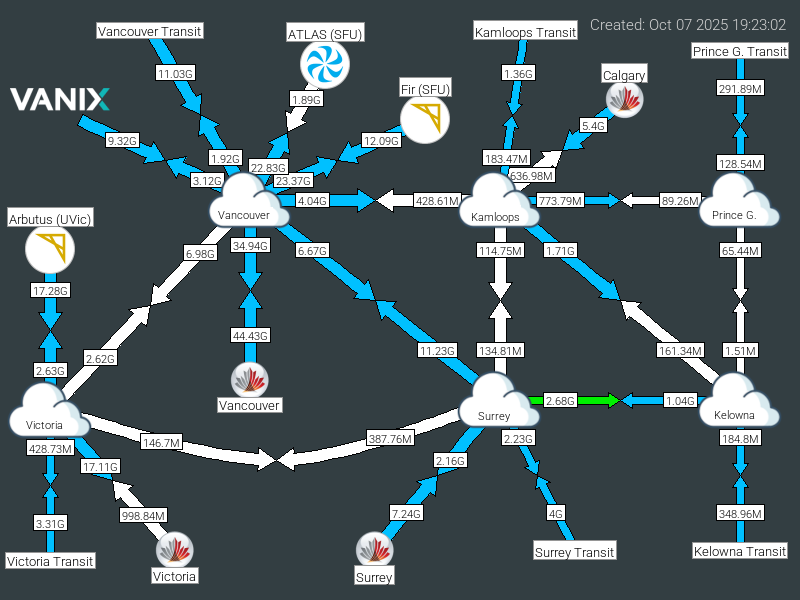 Created: Oct 07 2025 19:23:02
Vancouver Transit
ATLAS (SFU)
Kamloops Transit
Prince G. Transit
11.03G
1.36G
Calgary
291.89M
VANIX
1.89G
Fir (SFU)
9.32G
12.09G
5.4G
1.92G
183.47M
128.54M
22.83G
636.98M
3.12G
23.37G
4.04G
428.61M
773.79M
89.26M
Vancouver
Kamloops
Prince G.
Arbutus (UVic)
6.98G
34.94G
6.67G
114.75M
1.71G
65.44M
17.28G
44.43G
2.62G
11.23G
134.81M
161.34M
1.51M
2.63G
Vancouver
2.68G
1.04G
Victoria
Surrey
Kelowna
146.7M
387.76M
428.73M
2.23G
184.8M
17.11G
2.16G
998.84M
7.24G
4G
348.96M
3.31G
Victoria Transit
Victoria
Surrey
Surrey Transit
Kelowna Transit